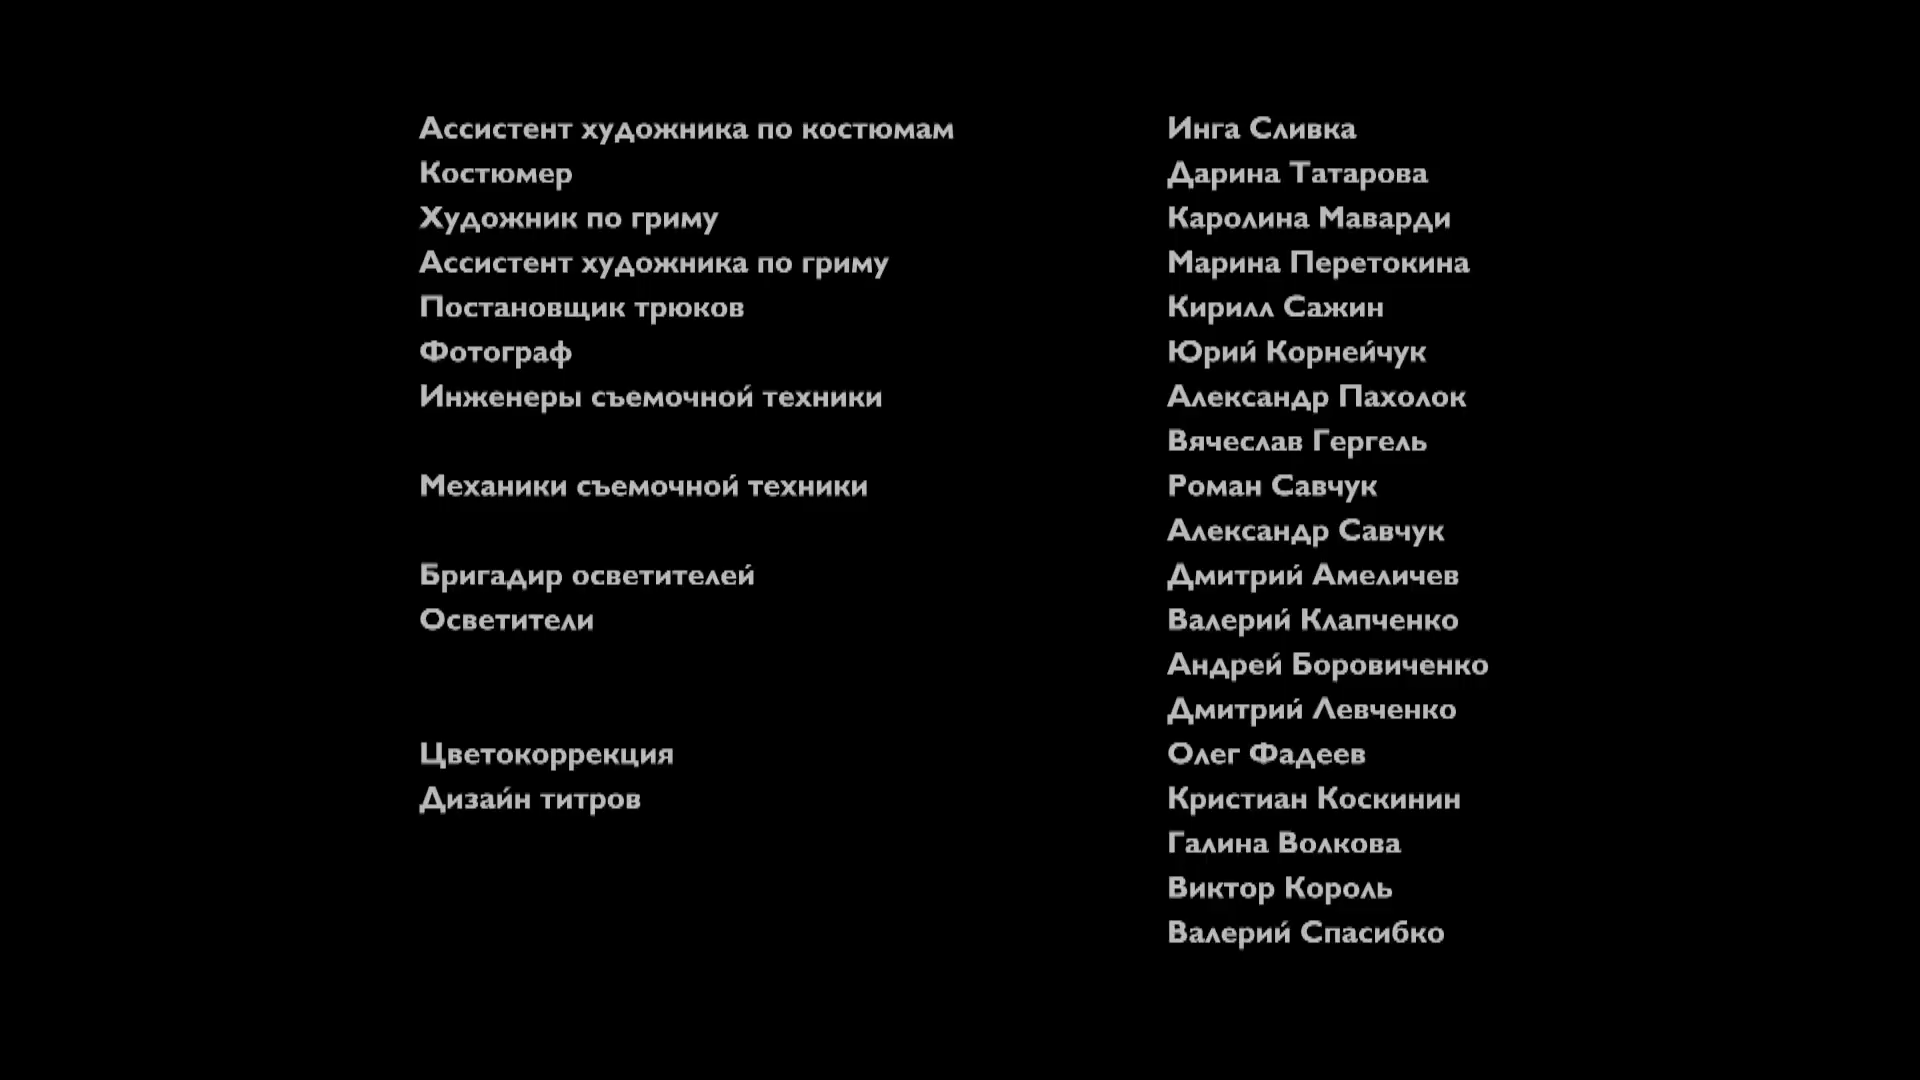 Ассистент художника по костюмам Инга Сливка
Костюмер Дарина Татарова
Художник по гриму Каролина Маварди
Ассистент художника по гриму Марина Перетокина
Постановщик трюков Кирилл Сажин
Фотограф Юрий Корнейчук
Инженеры съемочной техники Александр Пахолок
Вячеслав Гергель
Механики съемочной техники Роман Савчук
Александр Савчук
Бригадир осветителей Дмитрий Амеличев
Осветители Валерий Клапченко
Андрей Боровиченко
Дмитрий Левченко
Цветокоррекция Олег Фадеев
Дизайн титров Кристиан Коскинин
Галина Волкова
Виктор Король
Валерий Спасибко